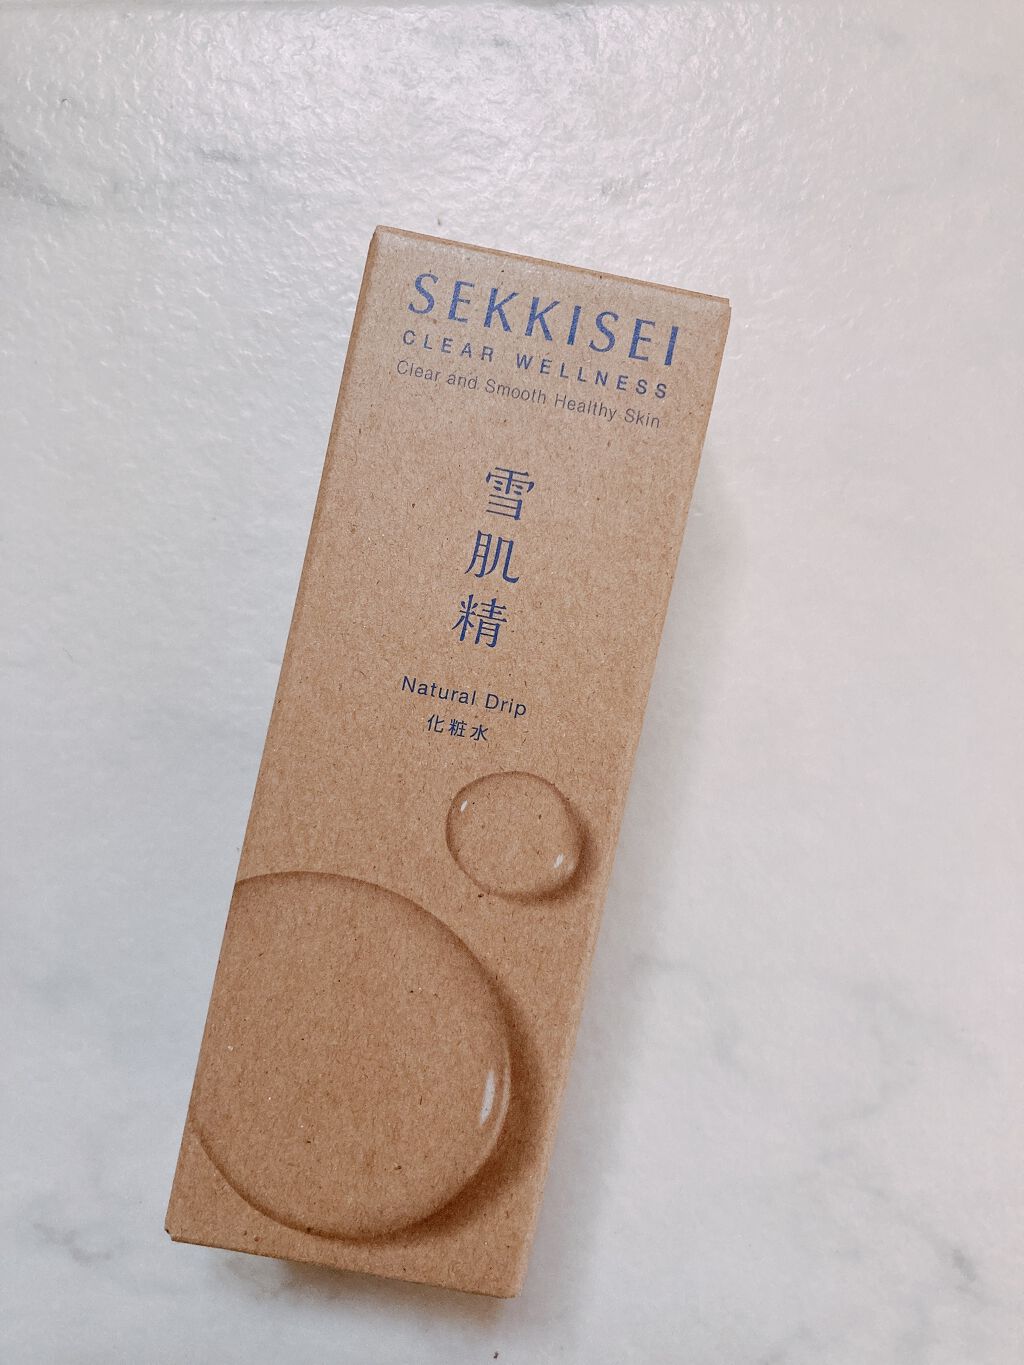 SEKKISEI
CLEAR WELLNESS
Clear and Smooth Healthy Skin
雪肌精
Natural Drip
化粧水